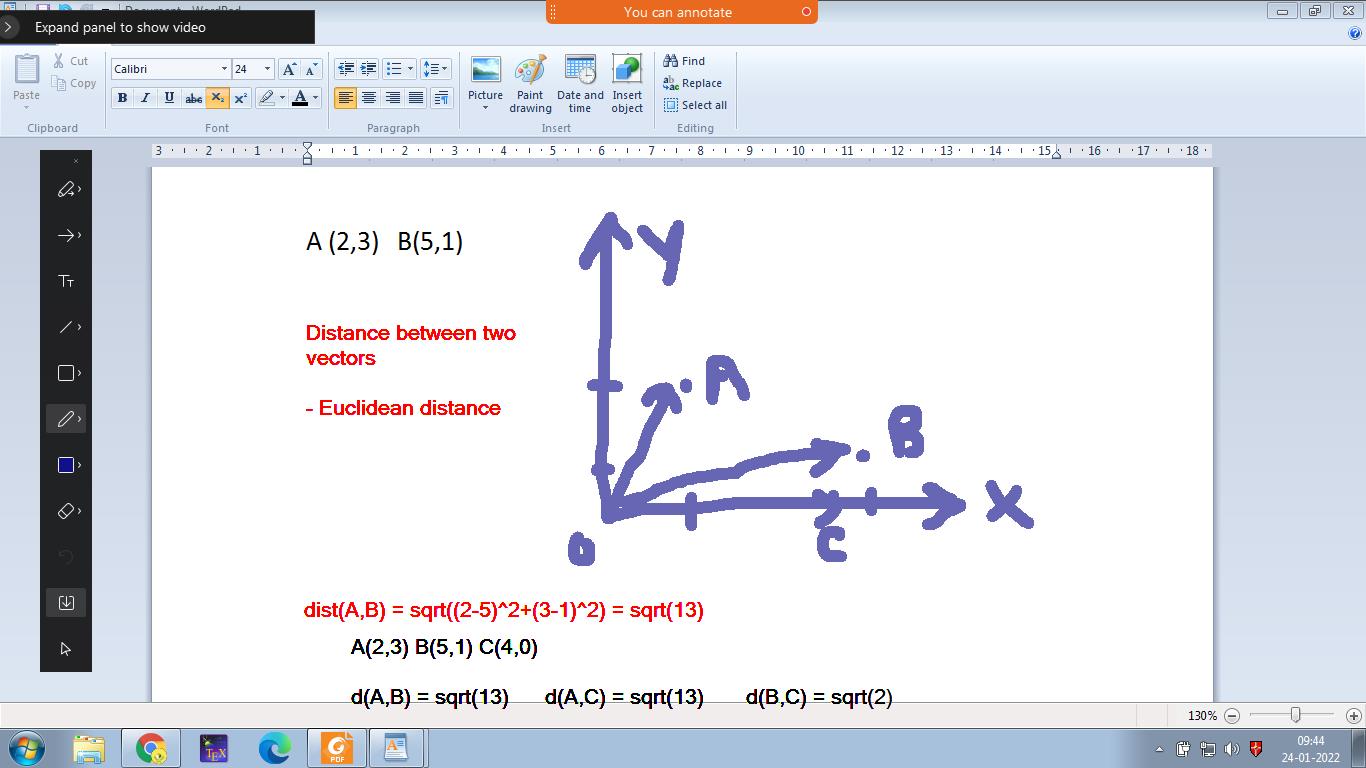 Document - WordPad
Expand panel to show video
You can annotate
Cut
Copy
Paste
Calibri
24
Find
Replace
Select all
Picture
Paint drawing
Date and time
Insert object
Clipboard
Font
Paragraph
Insert
Editing
3 2 1 1 2 3 4 5 6 7 8 9 10 11 12 13 14 15 16 17 18
A (2,3) B(5,1)
Y
Distance between two
vectors
- Euclidean distance
A
B
X
C
O
dist(A,B) = sqrt((2-5)^2+(3-1)^2) = sqrt(13)
A(2,3) B(5,1) C(4,0)
d(A,B) = sqrt(13) d(A,C) = sqrt(13) d(B,C) = sqrt(2)
130%
TEX
PDF
09:44
24-01-2022